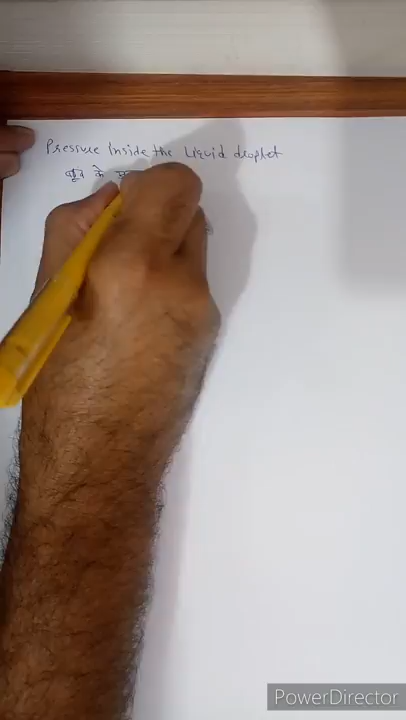 Pressure Inside the Liquid droplet
बूंद के
PowerDirector